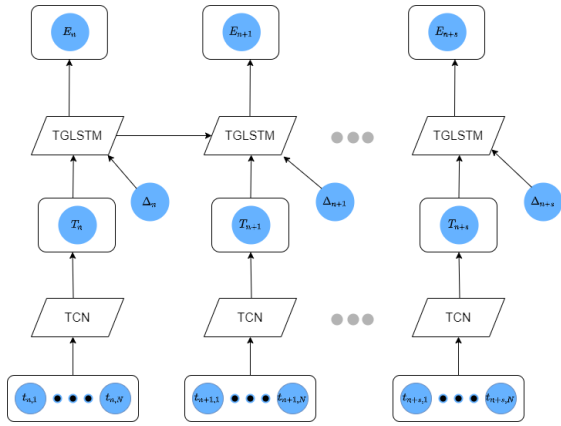 E_n E_{n+1} E_{n+s}
TGLSTM TGLSTM TGLSTM
Δ_n Δ_{n+1} Δ_{n+s}
T_n T_{n+1} T_{n+s}
TCN TCN TCN
t_{n,1} t_{n,N} t_{n+1,1} t_{n+1,N} t_{n+s,1} t_{n+s,N}